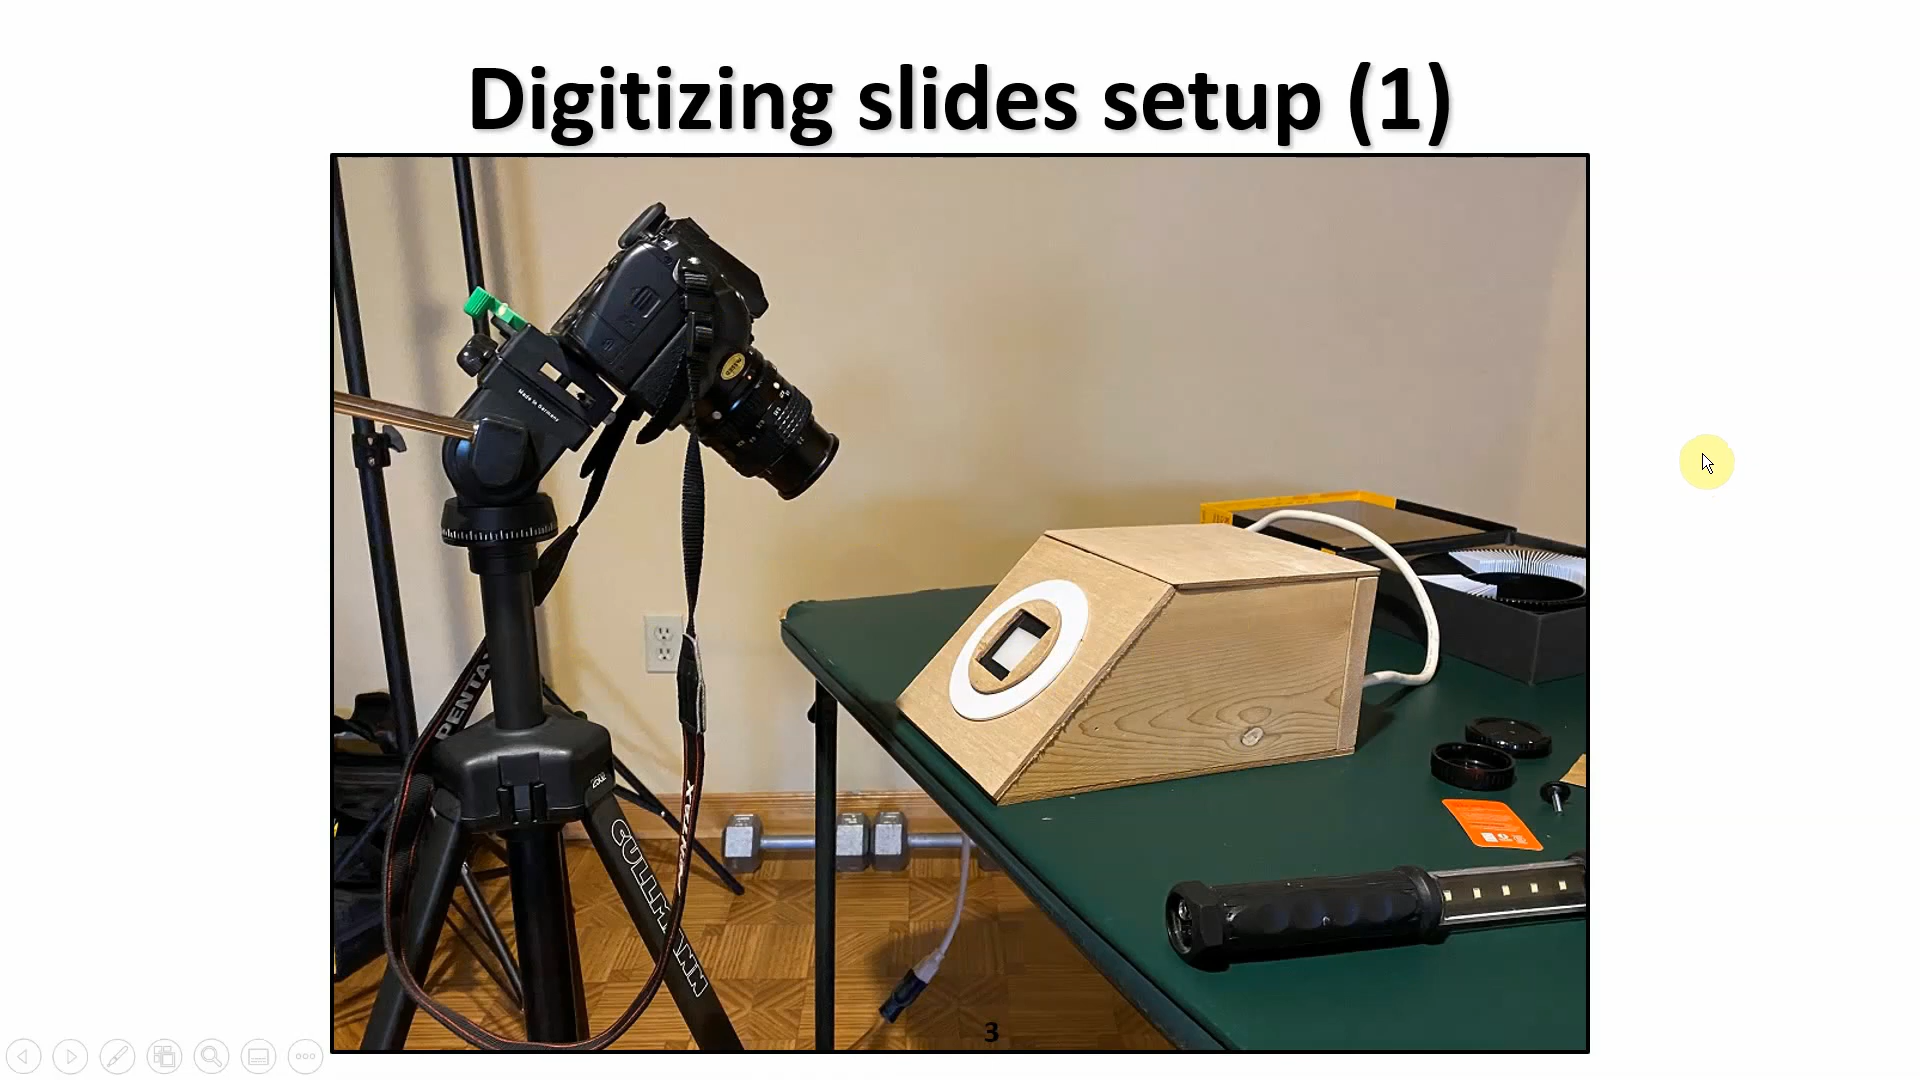 Digitizing slides setup (1)
Made in Germany
PENTAX
CULLMANN
3